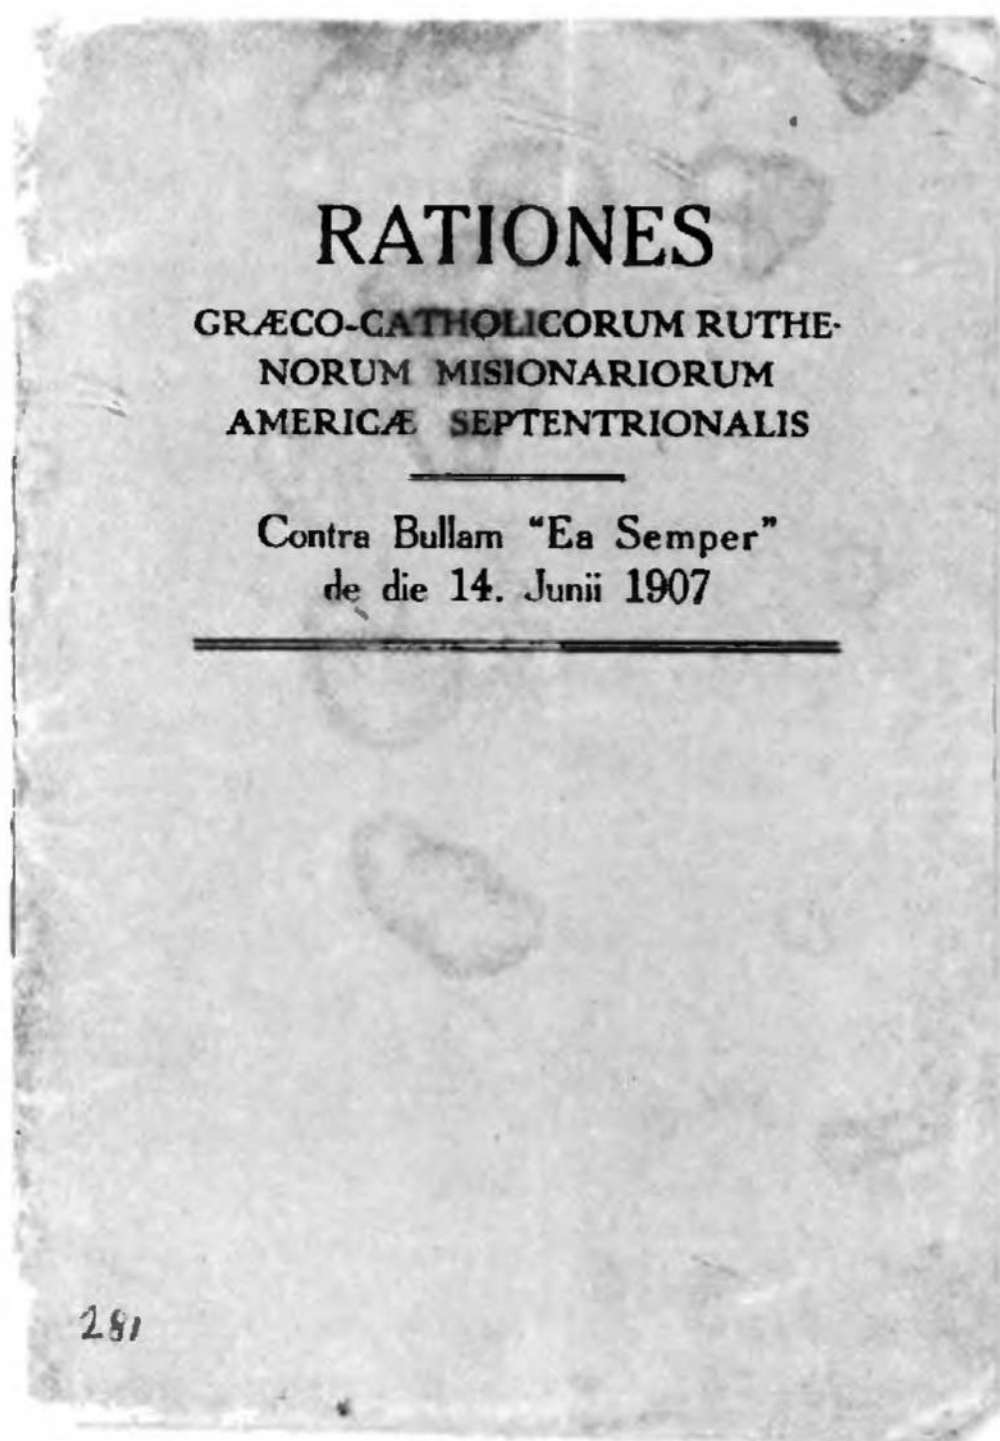 RATIONES
GRÆCO-CATHOLICORUM RUTHE-
NORUM MISIONARIORUM
AMERICÆ SEPTENTRIONALIS
Contra Bullam “Ea Semper”
de die 14. Junii 1907
281